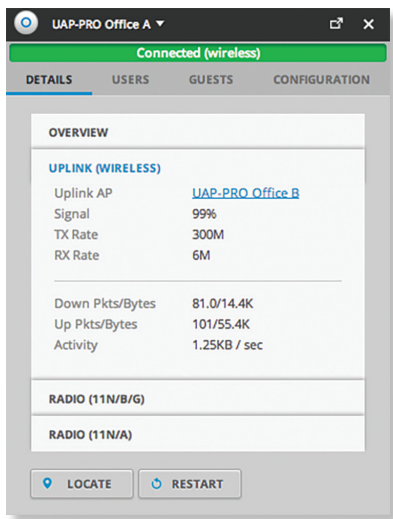 UAP-PRO Office A
Connected (wireless)
DETAILS USERS GUESTS CONFIGURATION
OVERVIEW
UPLINK (WIRELESS)
Uplink AP UAP-PRO Office B
Signal 99%
TX Rate 300M
RX Rate 6M
Down Pkts/Bytes 81.0/14.4K
Up Pkts/Bytes 101/55.4K
Activity 1.25KB / sec
RADIO (11N/B/G)
RADIO (11N/A)
LOCATE RESTART